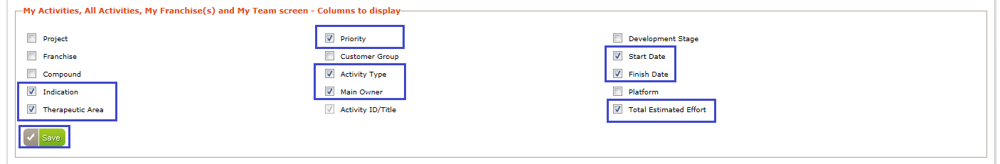 My Activities, All Activities, My Franchise(s) and My Team screen - Columns to display
Project
Priority
Development Stage
Franchise
Customer Group
Start Date
Compound
Activity Type
Finish Date
Indication
Main Owner
Platform
Therapeutic Area
Activity ID/Title
Total Estimated Effort
Save